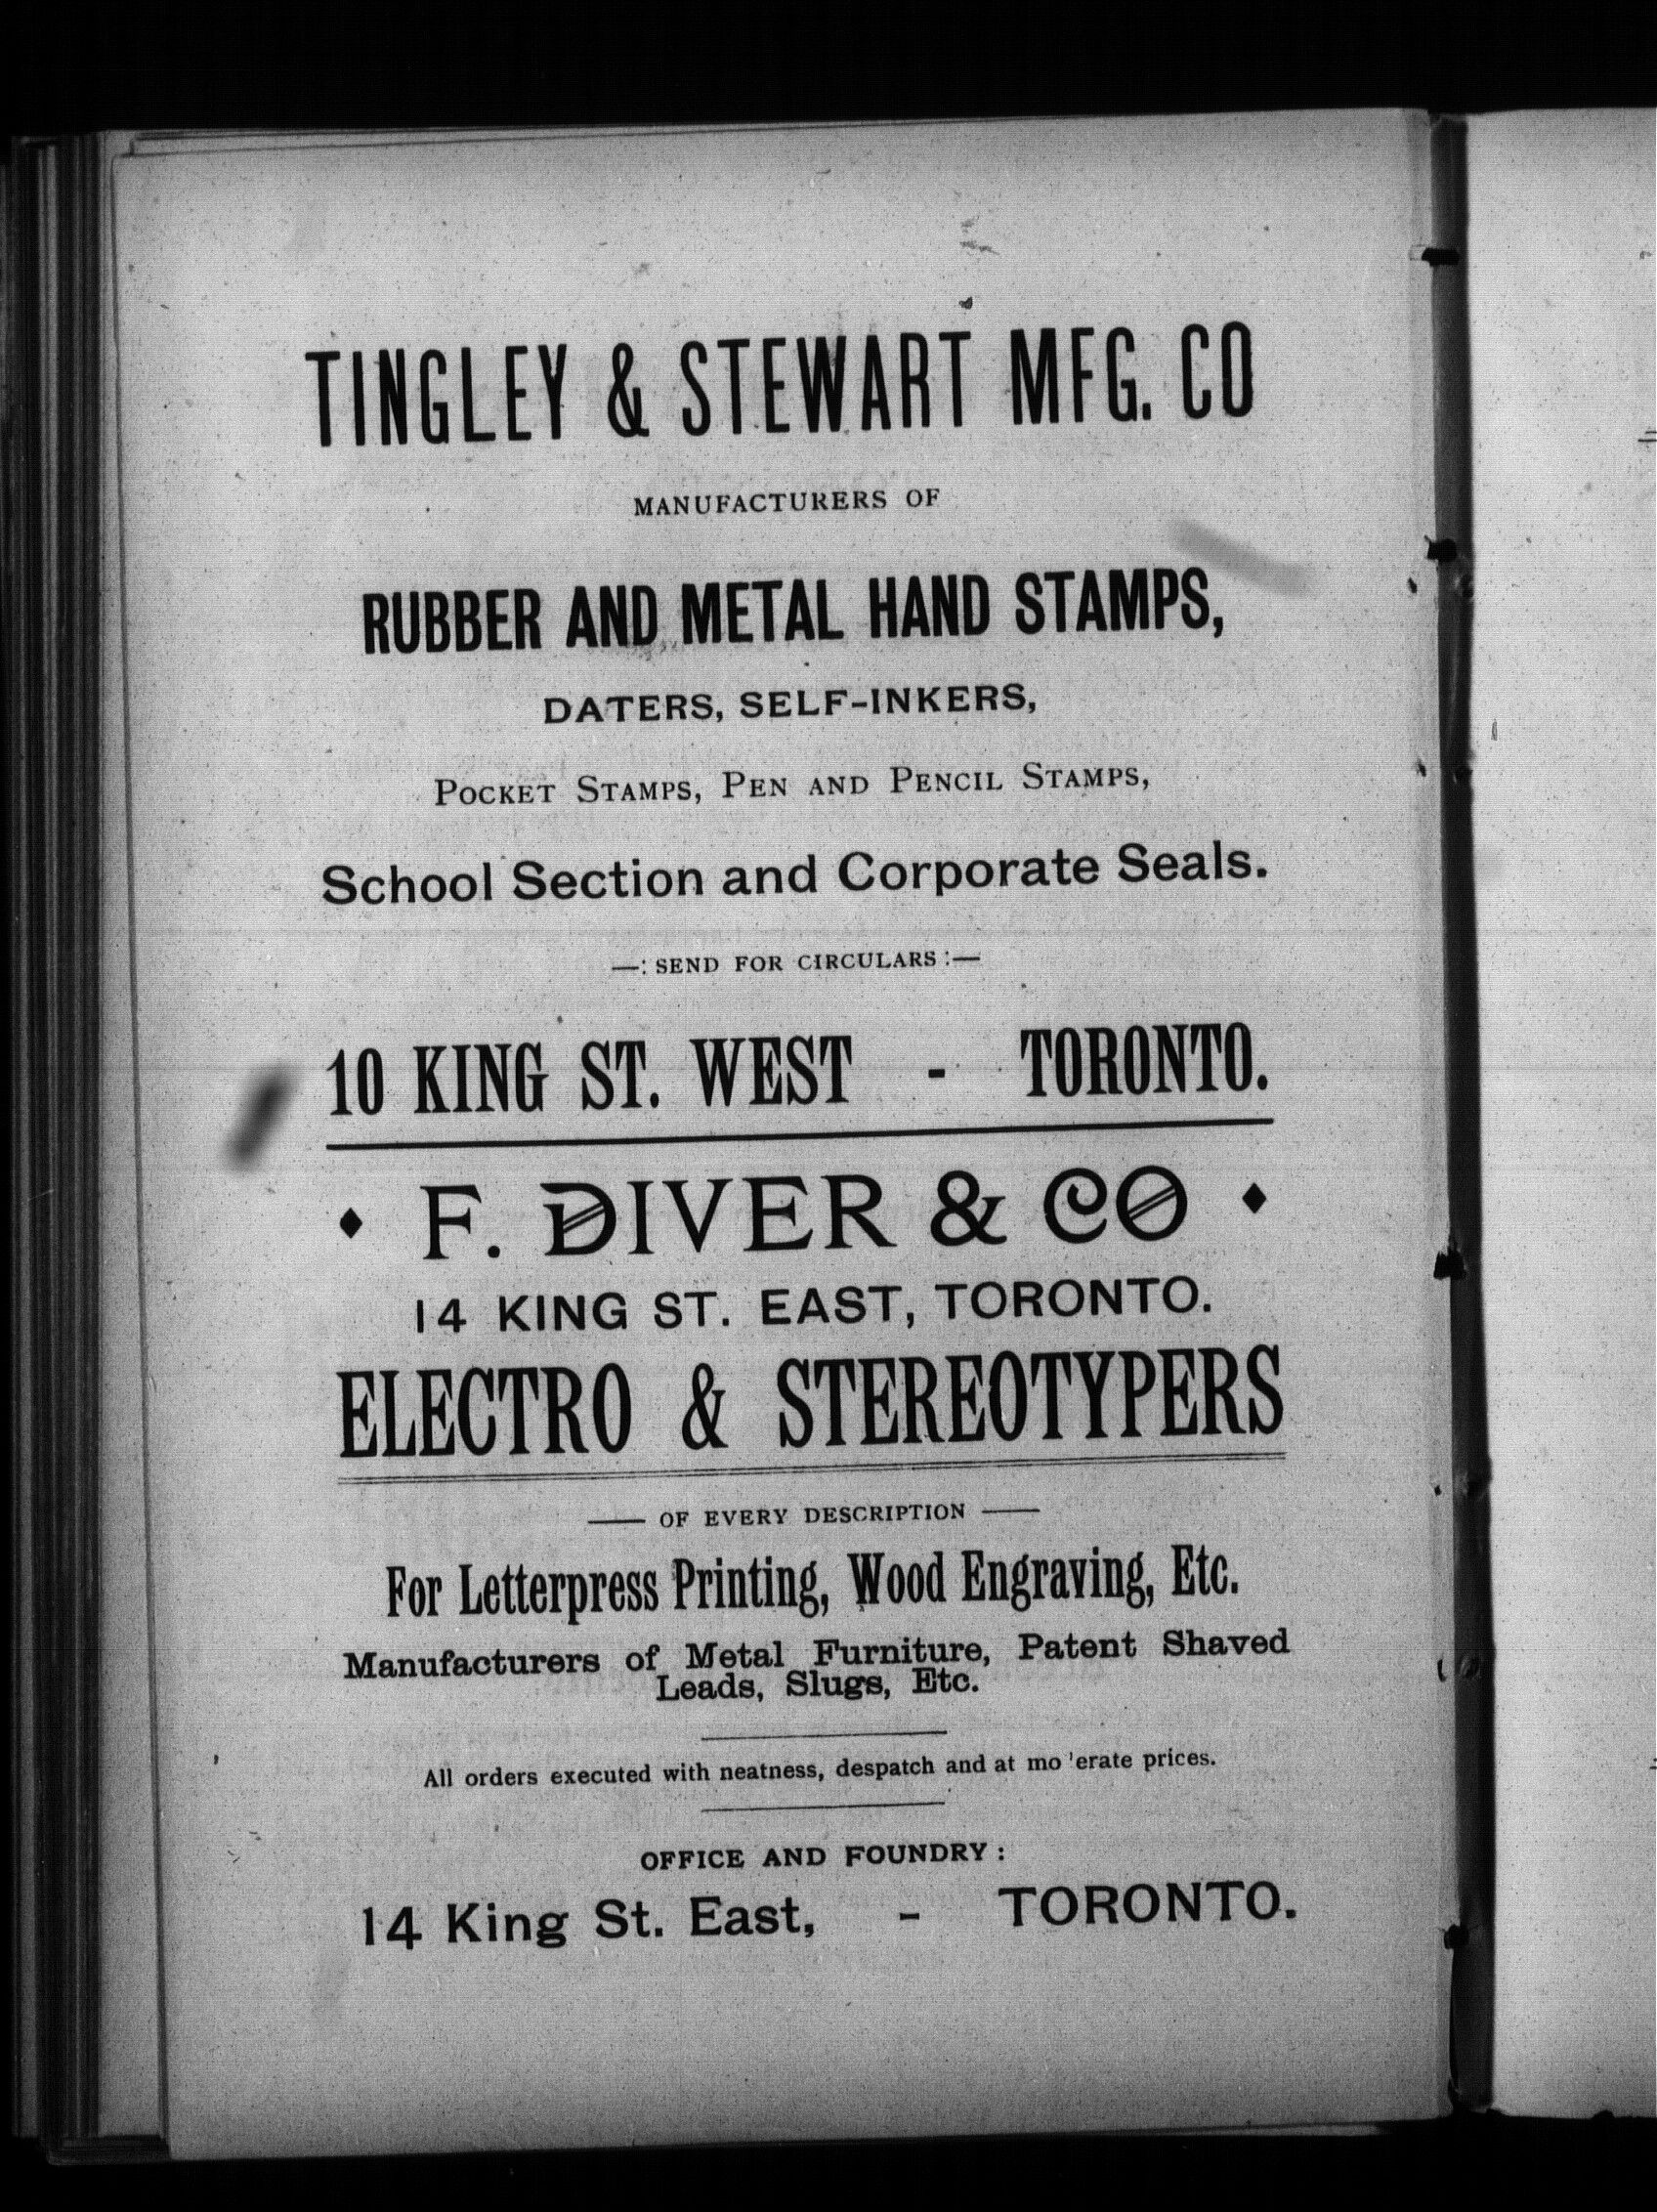 TINGLEY & STEWART MFG. CO
MANUFACTURERS OF
RUBBER AND METAL HAND STAMPS,
DATERS, SELF-INKERS,
POCKET STAMPS, PEN AND PENCIL STAMPS,
School Section and Corporate Seals.
—: SEND FOR CIRCULARS :—
10 KING ST. WEST - TORONTO.
F. DIVER & CO
14 KING ST. EAST, TORONTO.
ELECTRO & STEREOTYPERS
— OF EVERY DESCRIPTION —
For Letterpress Printing, Wood Engraving, Etc.
Manufacturers of Metal Furniture, Patent Shaved
Leads, Slugs, Etc.
All orders executed with neatness, despatch and at mo'erate prices.
OFFICE AND FOUNDRY :
14 King St. East, - TORONTO.